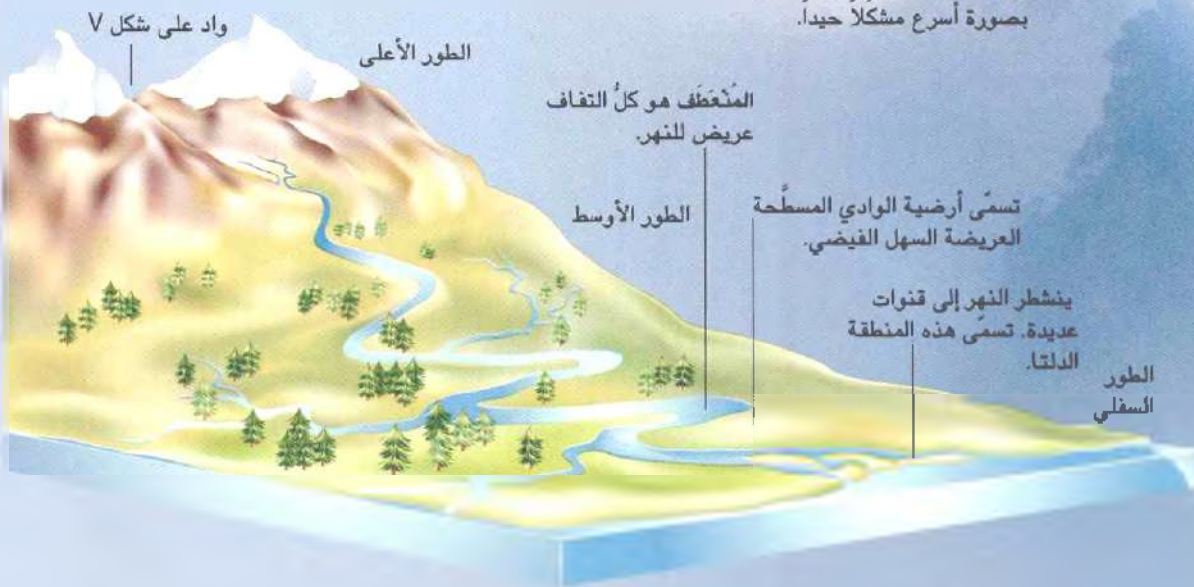 بصورة أسرع مشكلاً حيداً.
واد على شكل V
الطور الأعلى
المُنْعَطَف هو كلُّ التفاف
عريض للنهر.
الطور الأوسط
تسمّى أرضية الوادي المسطَّحة
العريضة السهل الفيضي.
ينشطر النهر إلى قنوات
عديدة. تسمّى هذه المنطقة
الدلتا.
الطور
السفلي